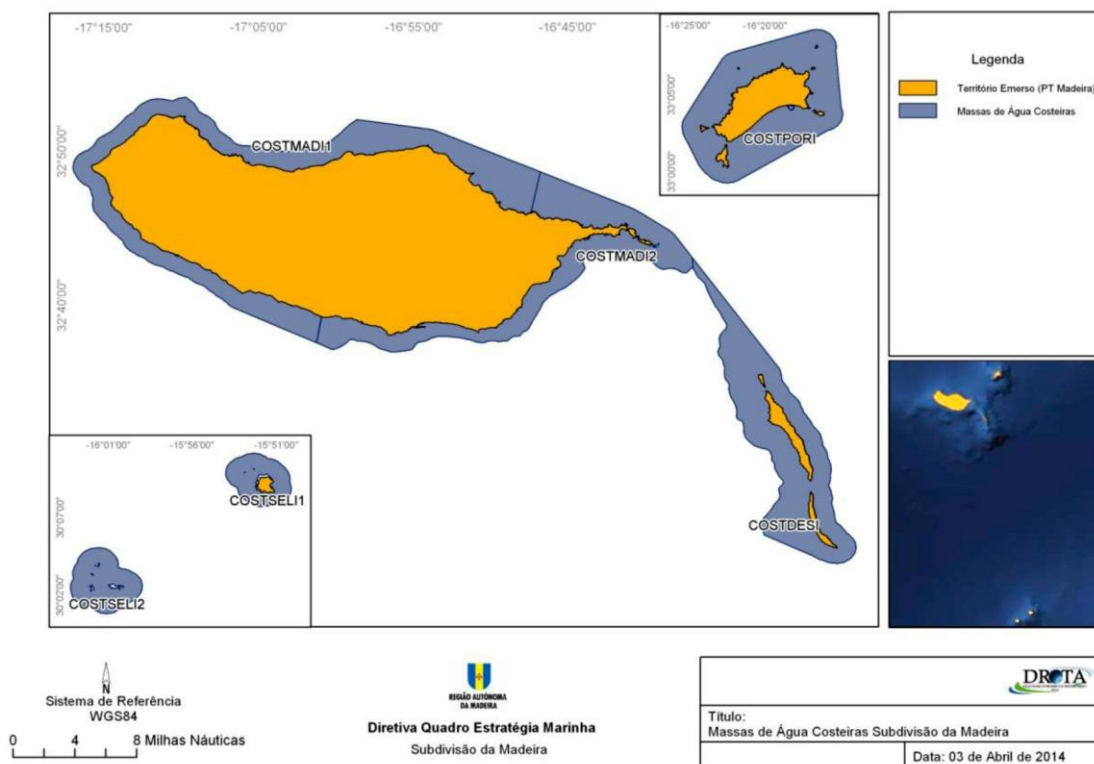 -17°15'00"
-17°05'00"
-16°55'00"
-16°45'00"
32°50'00"
32°40'00"
COSTMADI1
COSTMADI2
COSTDESI
-16°25'00"
-16°20'00"
33°05'00"
33°00'00"
COSTPORI
-16°01'00"
-15°56'00"
-15°51'00"
30°07'00"
30°02'00"
COSTSELI1
COSTSELI2
Legenda
Território Emerso (PT Madeira)
Massas de Água Costeiras
N
Sistema de Referência
WGS84
0 4 8 Milhas Náuticas
REGIÃO AUTÓNOMA
DA MADEIRA
Diretiva Quadro Estratégia Marinha
Subdivisão da Madeira
DROTA
Título:
Massas de Água Costeiras Subdivisão da Madeira
Data: 03 de Abril de 2014